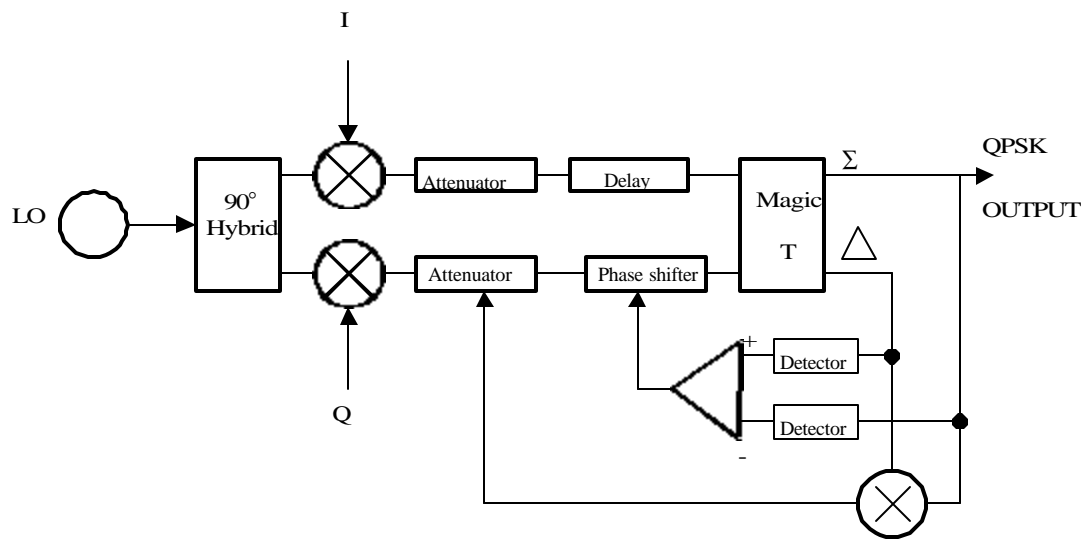 I
LO
90°
Hybrid
Attenuator
Delay
Magic
T
Σ
QPSK
OUTPUT
△
Attenuator
Phase shifter
Q
+
Detector
Detector
-